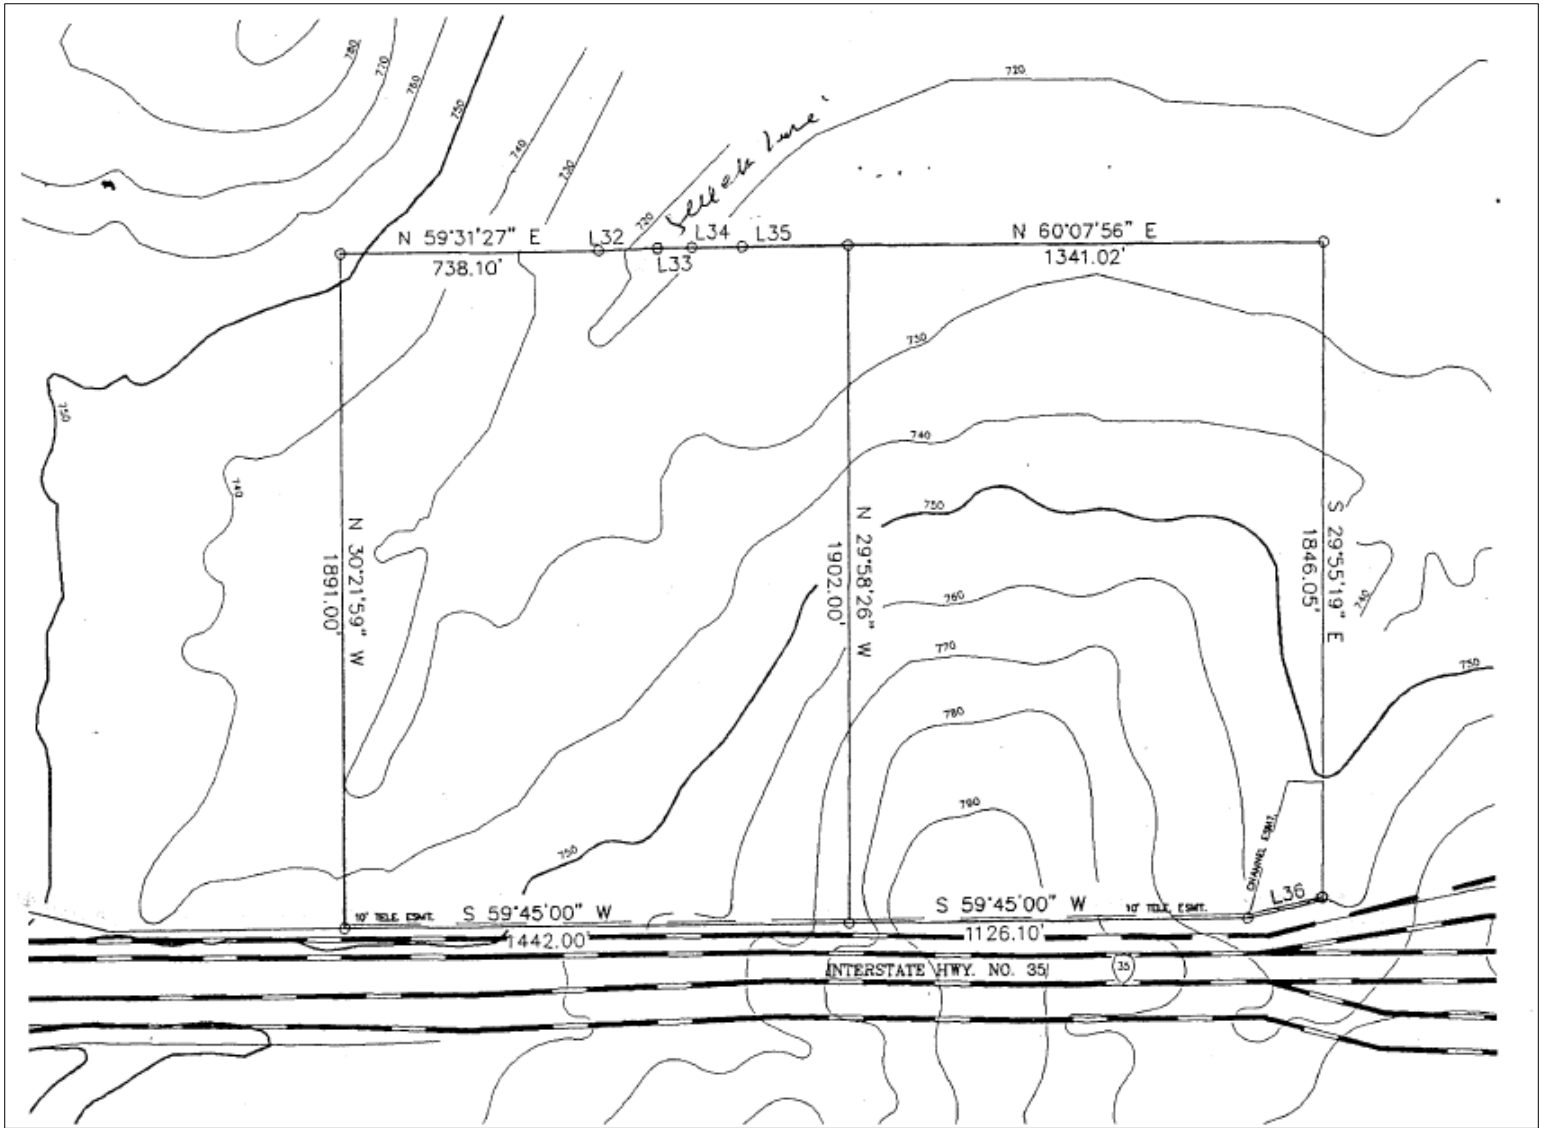 780
770
760
750
740
730
720
720
N 59°31'27" E
738.10'
L32
L33
L34
L35
N 60°07'56" E
1341.02'
730
740
750
740
750
N 30°21'59" W
1891.00'
N 29°58'26" W
1902.00'
S 29°55'19" E
1846.05'
740
760
770
750
780
790
750
CHANNEL ESMT.
L36
10' TELE. ESMT.
S 59°45'00" W
1442.00'
S 59°45'00" W
10' TELE. ESMT.
1126.10'
INTERSTATE HWY. NO. 35
35